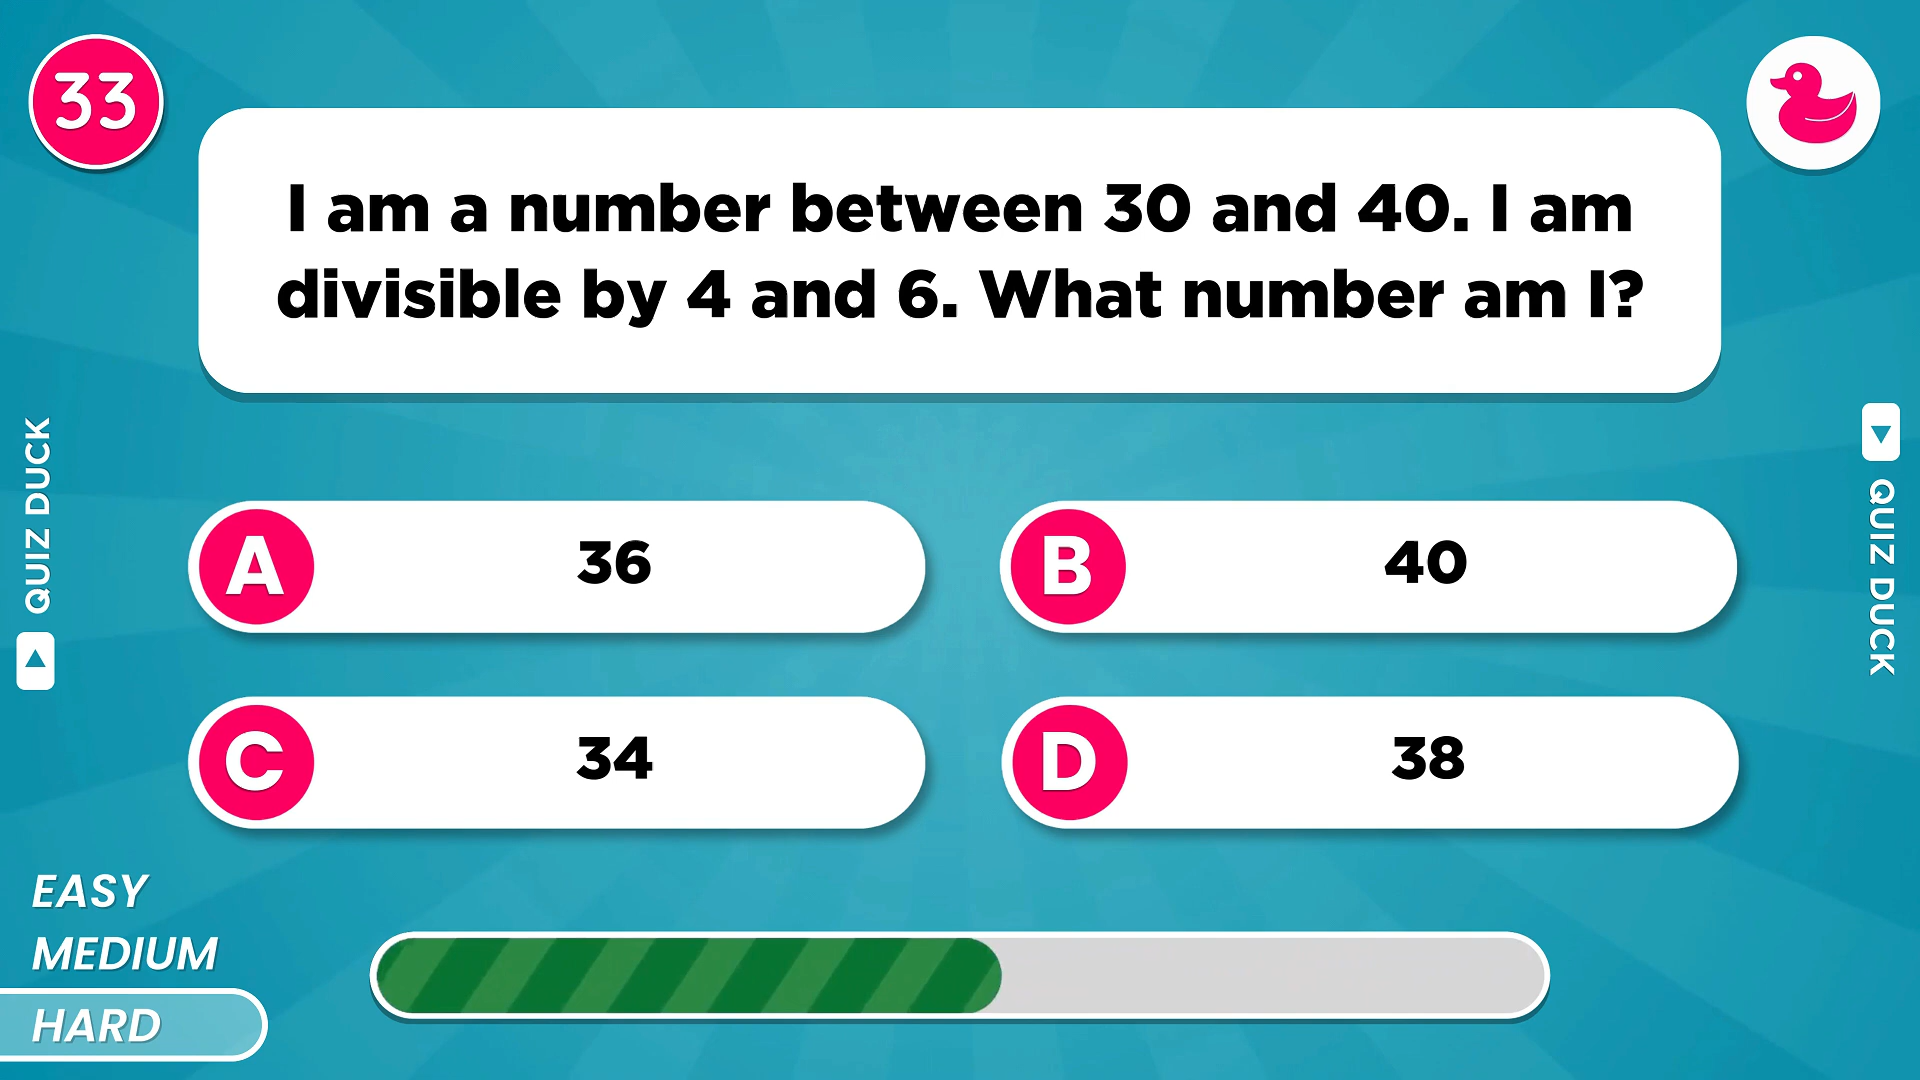 33
I am a number between 30 and 40. I am
divisible by 4 and 6. What number am I?
QUIZ DUCK
QUIZ DUCK
A 36
B 40
C 34
D 38
EASY
MEDIUM
HARD